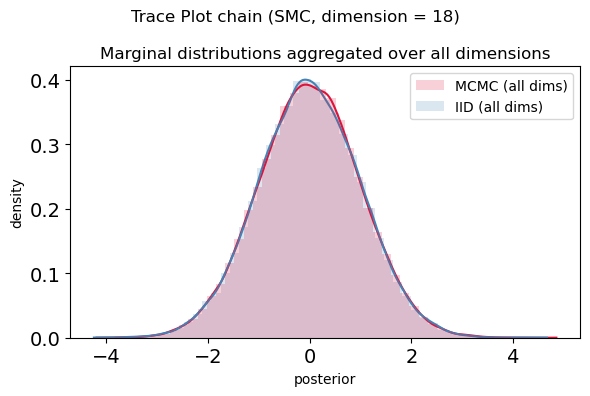 Trace Plot chain (SMC, dimension = 18)
Marginal distributions aggregated over all dimensions
MCMC (all dims)
IID (all dims)
density
0.4
0.3
0.2
0.1
0.0
−4
−2
0
2
4
posterior